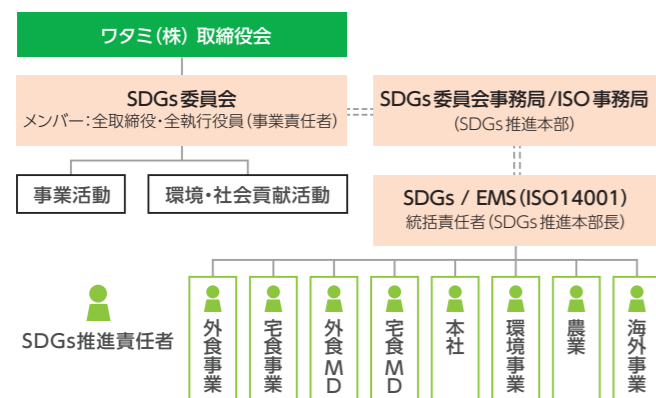 ワタミ(株) 取締役会
SDGs委員会
メンバー:全取締役・全執行役員(事業責任者)
SDGs委員会事務局/ISO事務局
(SDGs推進本部)
事業活動
環境・社会貢献活動
SDGs / EMS(ISO14001)
統括責任者(SDGs推進本部長)
SDGs推進責任者
外食事業
宅食事業
外食MD
宅食MD
本社
環境事業
農業
海外事業